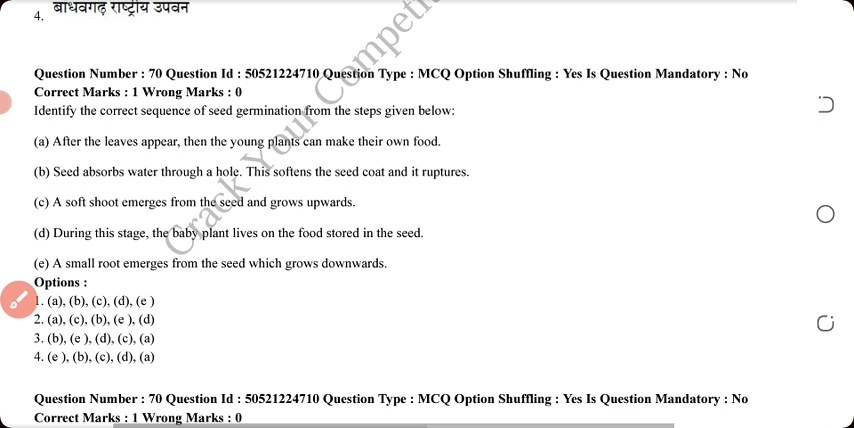 4. बांधवगढ़ राष्ट्रीय उपवन
Question Number : 70 Question Id : 50521224710 Question Type : MCQ Option Shuffling : Yes Is Question Mandatory : No
Correct Marks : 1 Wrong Marks : 0
Identify the correct sequence of seed germination from the steps given below:
(a) After the leaves appear, then the young plants can make their own food.
(b) Seed absorbs water through a hole. This softens the seed coat and it ruptures.
(c) A soft shoot emerges from the seed and grows upwards.
(d) During this stage, the baby plant lives on the food stored in the seed.
(e) A small root emerges from the seed which grows downwards.
Options :
1. (a), (b), (c), (d), (e )
2. (a), (c), (b), (e ), (d)
3. (b), (e ), (d), (c), (a)
4. (e ), (b), (c), (d), (a)
Question Number : 70 Question Id : 50521224710 Question Type : MCQ Option Shuffling : Yes Is Question Mandatory : No
Correct Marks : 1 Wrong Marks : 0
Crack Your Competi